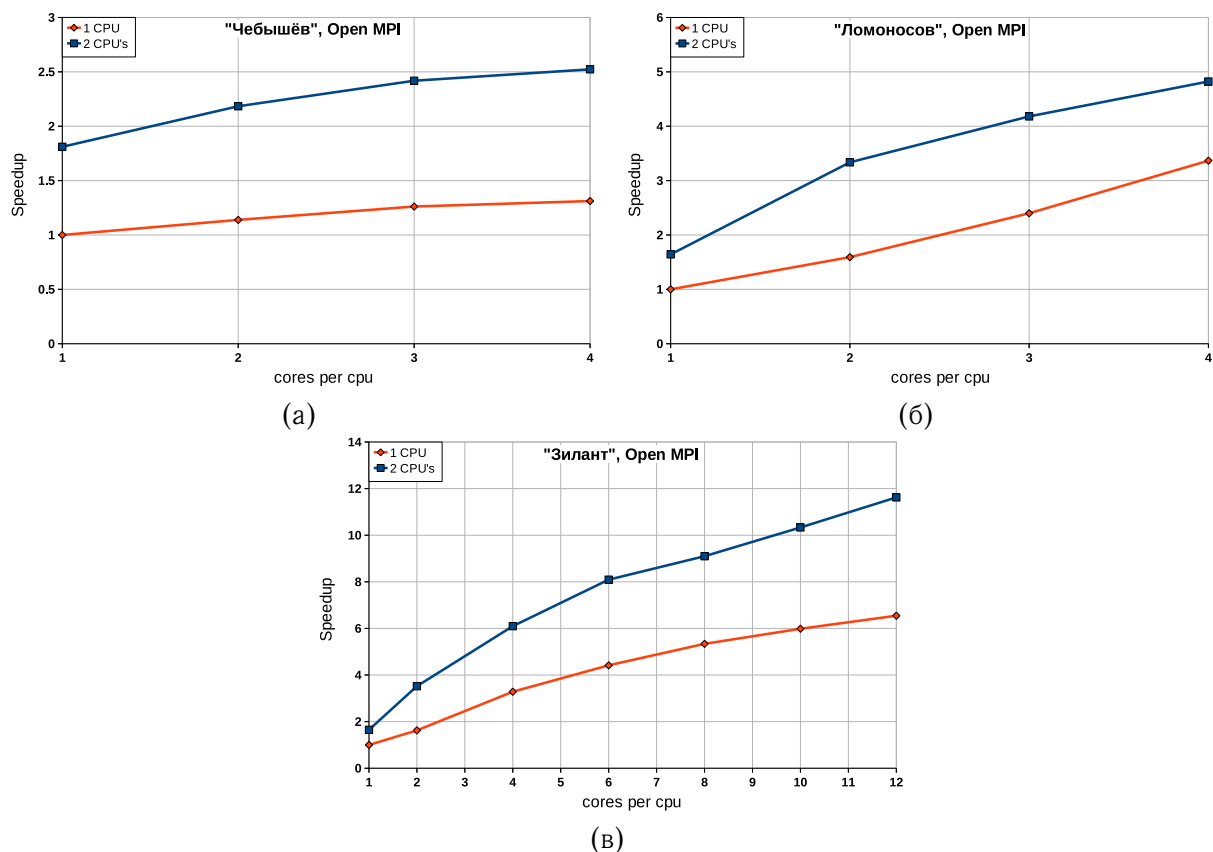 "Чебышёв", Open MPI
1 CPU
2 CPU's
Speedup
3
2.5
2
1.5
1
0.5
0
1 2 3 4
cores per cpu
(а)
"Ломоносов", Open MPI
1 CPU
2 CPU's
Speedup
6
5
4
3
2
1
0
1 2 3 4
cores per cpu
(б)
"Зилант", Open MPI
1 CPU
2 CPU's
Speedup
14
12
10
8
6
4
2
0
1 2 3 4 5 6 7 8 9 10 11 12
cores per cpu
(в)